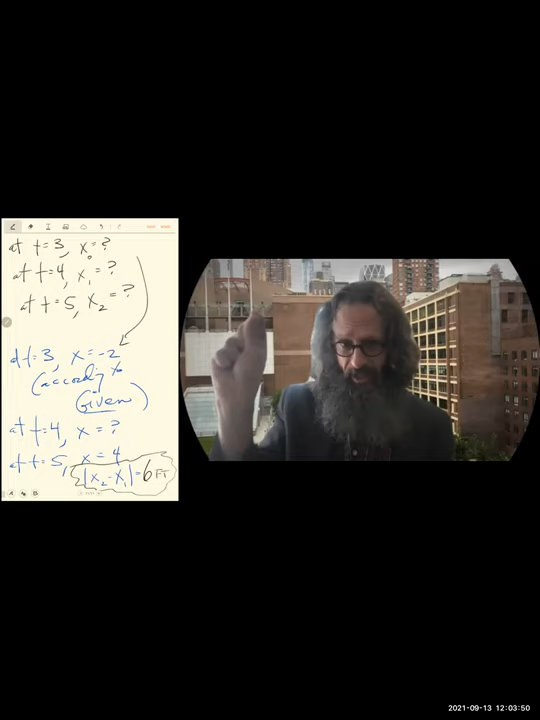 at t=3, x₀=?
at t=4, x₁=?
at t=5, x₂=?
at t=3, x=-2
(accordg to
given)
at t=4, x=?
at t=5, x=4
|x₂-x₁|=6 FT
2021-09-13 12:03:50